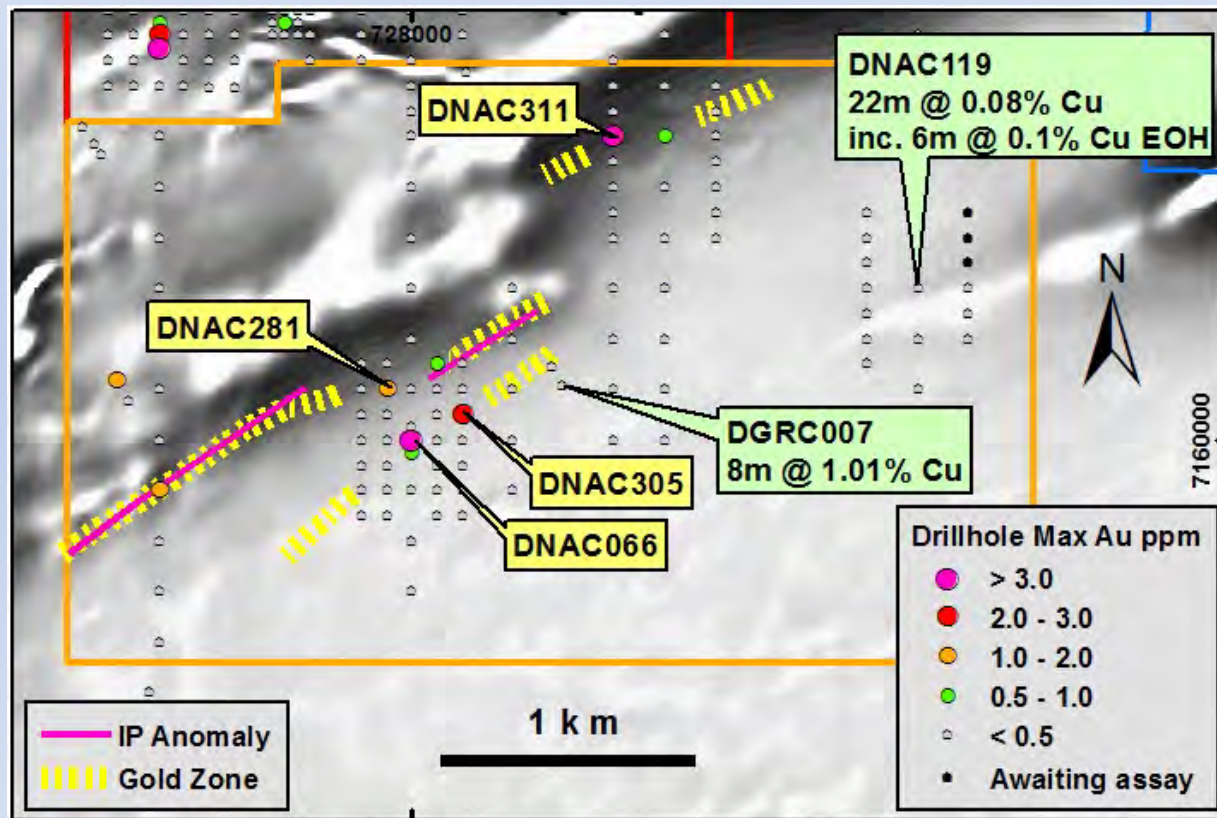 728000
DNAC119
22m @ 0.08% Cu
inc. 6m @ 0.1% Cu EOH
DNAC311
N
DNAC281
7160000
DGRC007
8m @ 1.01% Cu
DNAC305
DNAC066
Drillhole Max Au ppm
> 3.0
2.0 - 3.0
1.0 - 2.0
0.5 - 1.0
< 0.5
Awaiting assay
IP Anomaly
Gold Zone
1 km